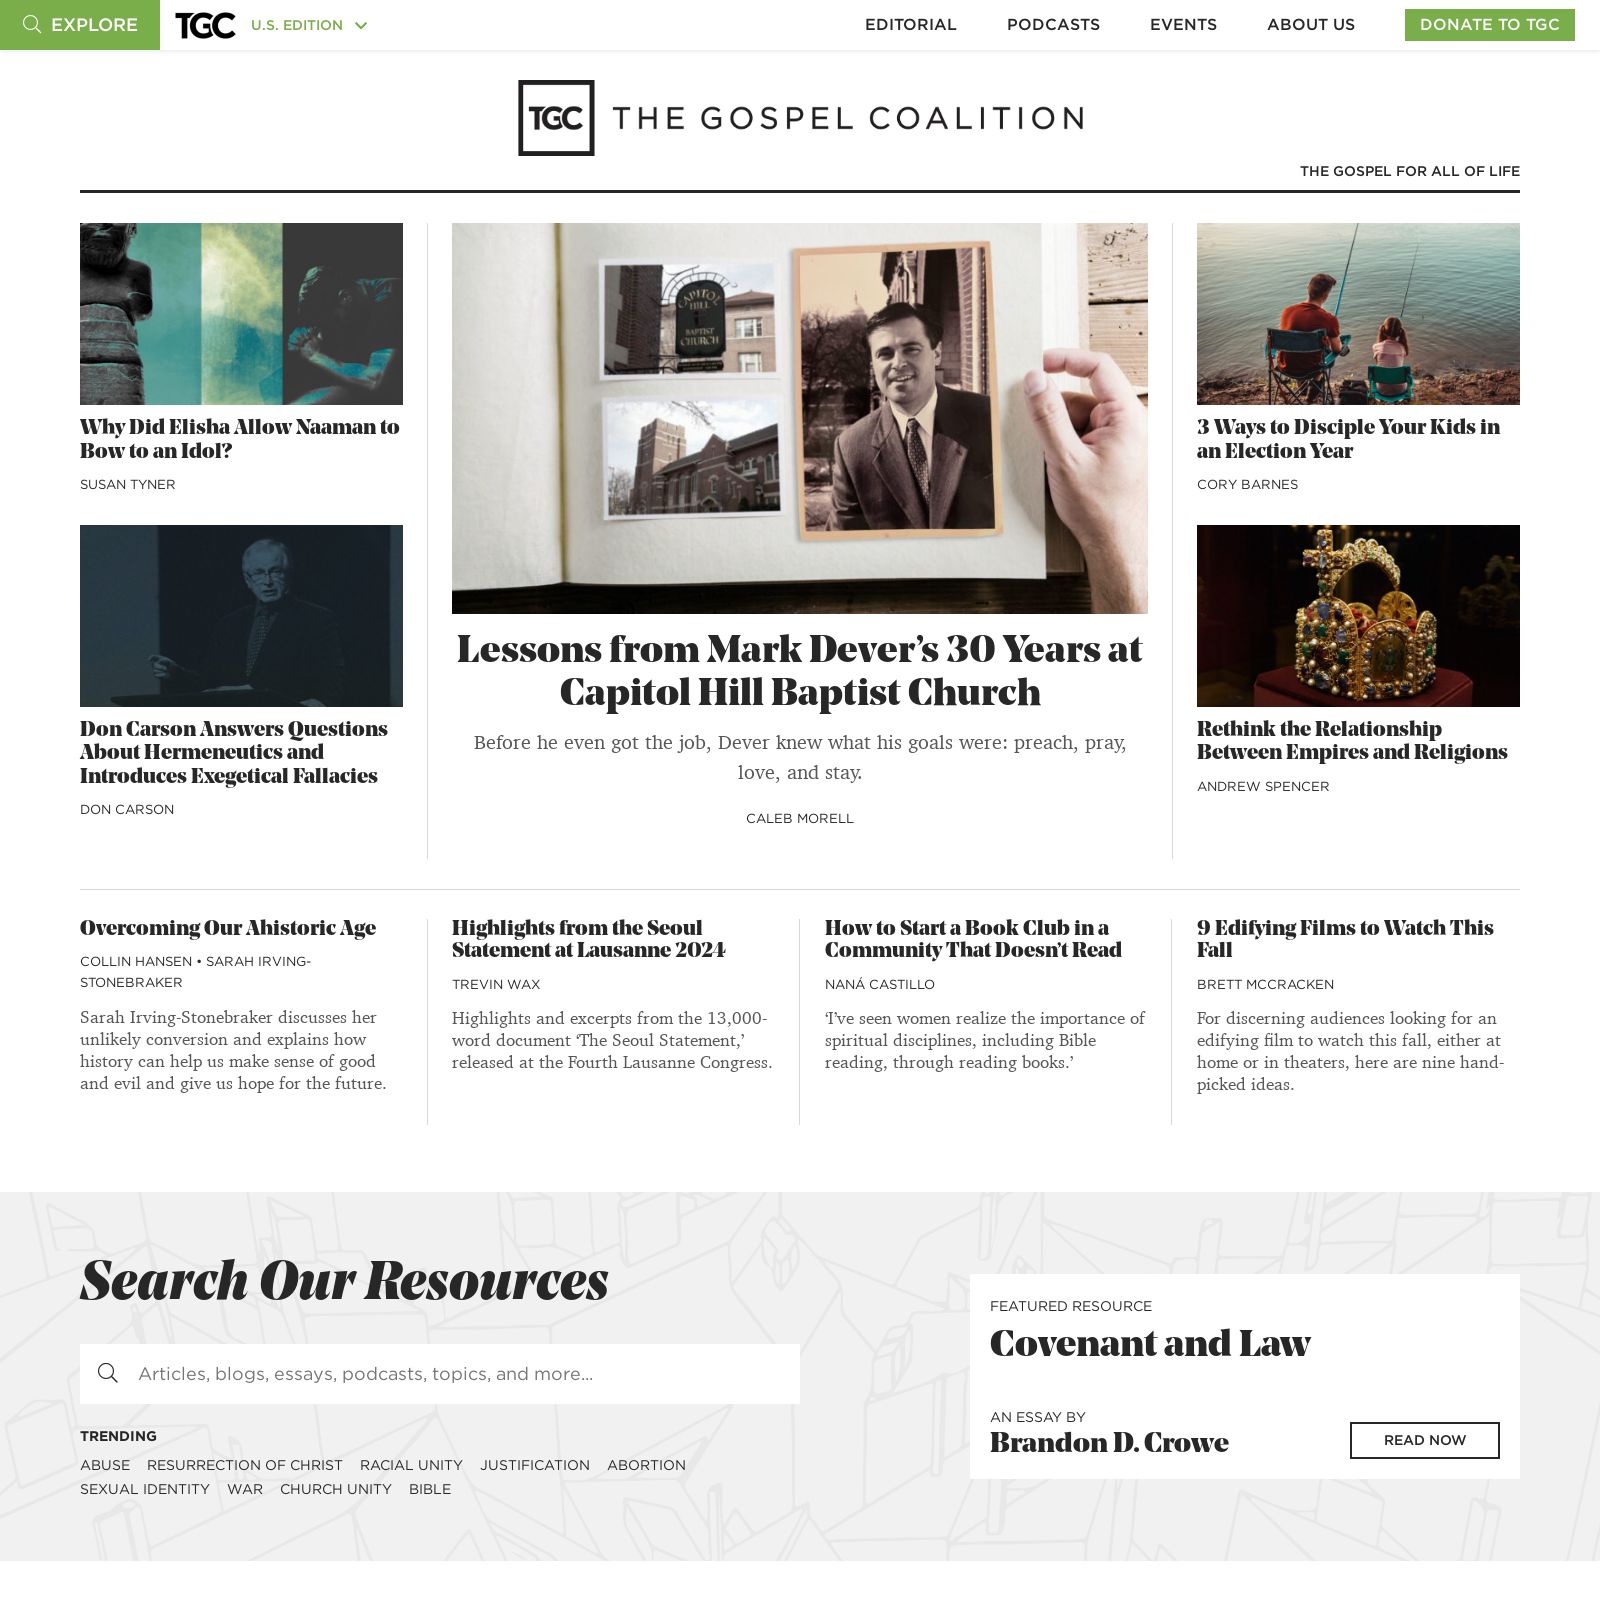 EXPLORE
TGC
U.S. EDITION
EDITORIAL
PODCASTS
EVENTS
ABOUT US
DONATE TO TGC
TGC THE GOSPEL COALITION
THE GOSPEL FOR ALL OF LIFE
Why Did Elisha Allow Naaman to
Bow to an Idol?
SUSAN TYNER
Don Carson Answers Questions
About Hermeneutics and
Introduces Exegetical Fallacies
DON CARSON
CAPITOL
HILL
BAPTIST
CHURCH
Lessons from Mark Dever’s 30 Years at
Capitol Hill Baptist Church
Before he even got the job, Dever knew what his goals were: preach, pray,
love, and stay.
CALEB MORELL
3 Ways to Disciple Your Kids in
an Election Year
CORY BARNES
Rethink the Relationship
Between Empires and Religions
ANDREW SPENCER
Overcoming Our Ahistoric Age
COLLIN HANSEN • SARAH IRVING-
STONEBRAKER
Sarah Irving-Stonebraker discusses her
unlikely conversion and explains how
history can help us make sense of good
and evil and give us hope for the future.
Highlights from the Seoul
Statement at Lausanne 2024
TREVIN WAX
Highlights and excerpts from the 13,000-
word document ‘The Seoul Statement,’
released at the Fourth Lausanne Congress.
How to Start a Book Club in a
Community That Doesn’t Read
NANÁ CASTILLO
‘I’ve seen women realize the importance of
spiritual disciplines, including Bible
reading, through reading books.’
9 Edifying Films to Watch This
Fall
BRETT MCCRACKEN
For discerning audiences looking for an
edifying film to watch this fall, either at
home or in theaters, here are nine hand-
picked ideas.
Search Our Resources
Articles, blogs, essays, podcasts, topics, and more...
TRENDING
ABUSE RESURRECTION OF CHRIST RACIAL UNITY JUSTIFICATION ABORTION
SEXUAL IDENTITY WAR CHURCH UNITY BIBLE
FEATURED RESOURCE
Covenant and Law
AN ESSAY BY
Brandon D. Crowe
READ NOW